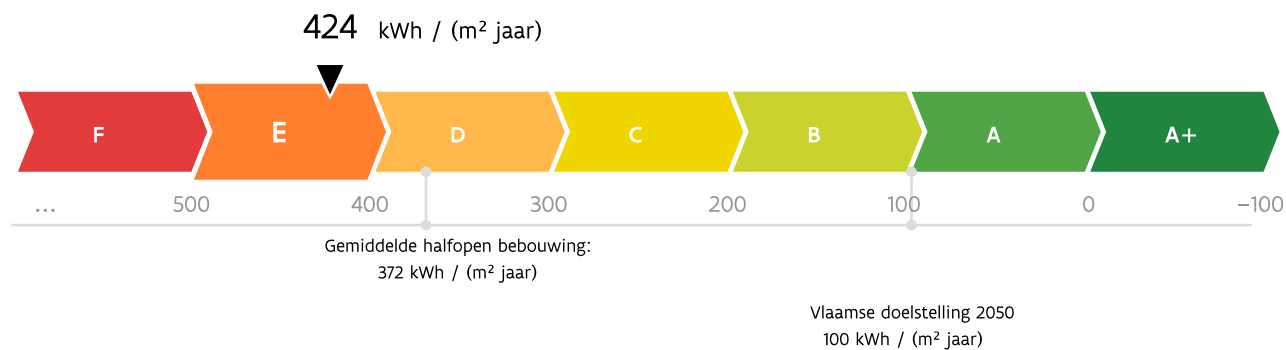 424 kWh / (m² jaar)
F E D C B A A+
... 500 400 300 200 100 0 –100
Gemiddelde halfopen bebouwing:
372 kWh / (m² jaar)
Vlaamse doelstelling 2050
100 kWh / (m² jaar)